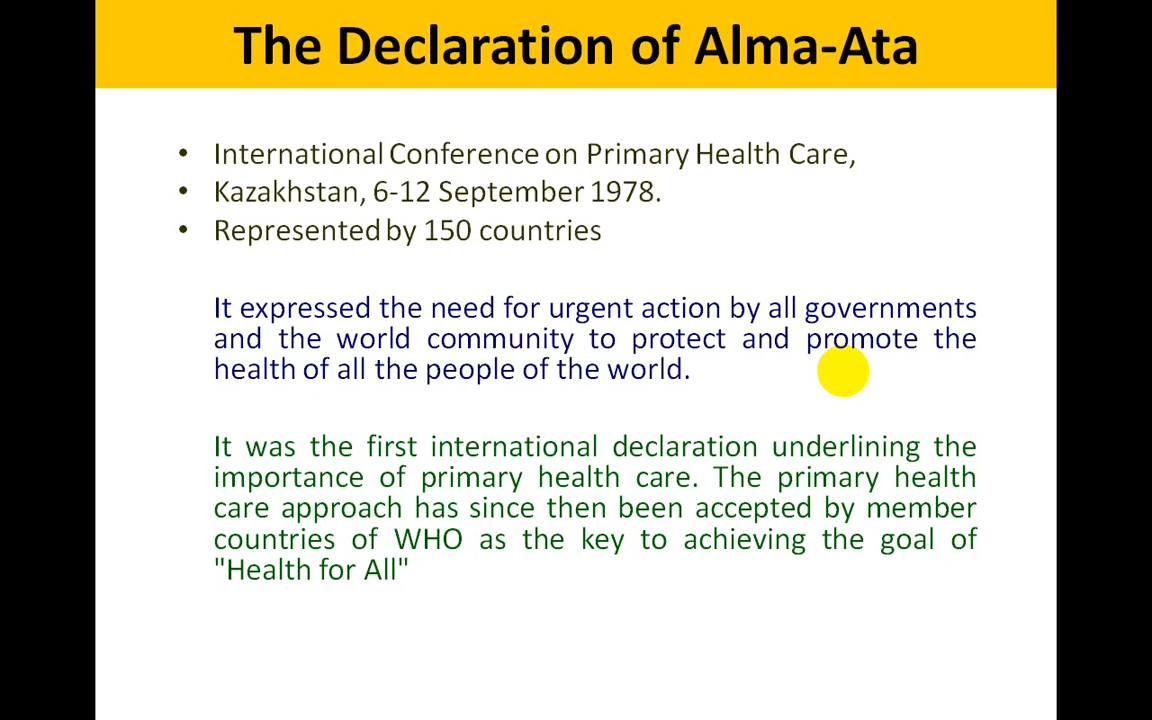 The Declaration of Alma-Ata
• International Conference on Primary Health Care,
• Kazakhstan, 6-12 September 1978.
• Represented by 150 countries
It expressed the need for urgent action by all governments
and the world community to protect and promote the
health of all the people of the world.
It was the first international declaration underlining the
importance of primary health care. The primary health
care approach has since then been accepted by member
countries of WHO as the key to achieving the goal of
"Health for All"